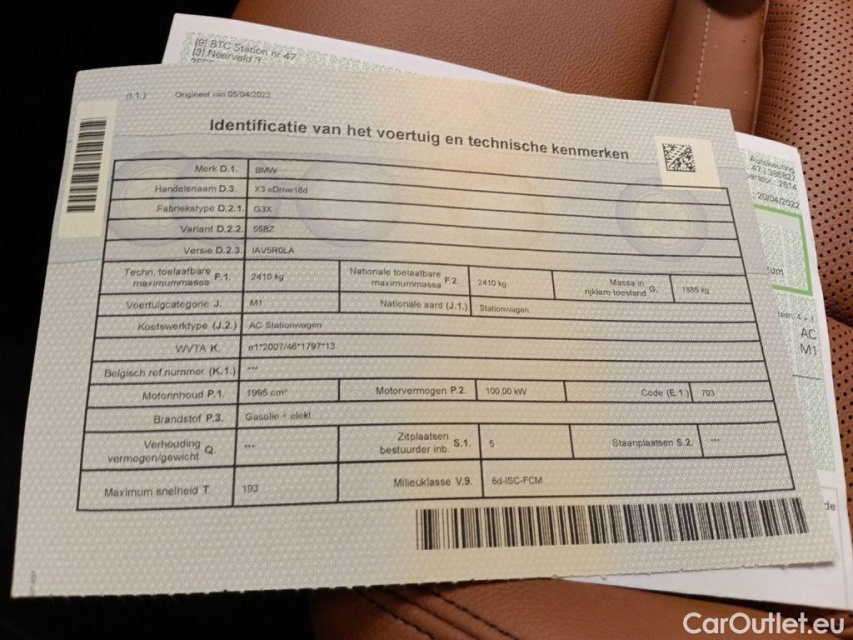 (9) BTC Station nr 47
(3) Neerveld 3
(I.1) Origineel van 05/04/2022
Identificatie van het voertuig en technische kenmerken
Merk D.1. BMW
Handelsnaam D.3. X3 sDrive18d
Fabriekstype D.2.1 G3X
Variant D.2.2. 55BZ
Versie D.2.3. IAV5R0LA
Techn. toelaatbare maximummassa F.1. 2410 kg Nationale toelaatbare maximummassa F.2. 2410 kg Massa in rijklare toestand G. 1885 kg
Voertuigcategorie J. M1 Nationale aard (J.1.) Stationwagen
Koetswerktype (J.2.) AC Stationwagen
WVTA K. e1*2007/46*1797*13
Belgisch ref.nummer (K.1.) ***
Motorinhoud P.1. 1995 cm³ Motorvermogen P.2. 100,00 kW Code (E.1.) 703
Brandstof P.3. Gasolie + elekt
Verhouding vermogen/gewicht Q. *** Zitplaatsen bestuurder inb. S.1. 5 Staanplaatsen S.2. ***
Maximum snelheid T. 193 Milieuklasse V.9. 6d-ISC-FCM
Autokeuring
20/04/2022
AC
M1
CarOutlet.eu